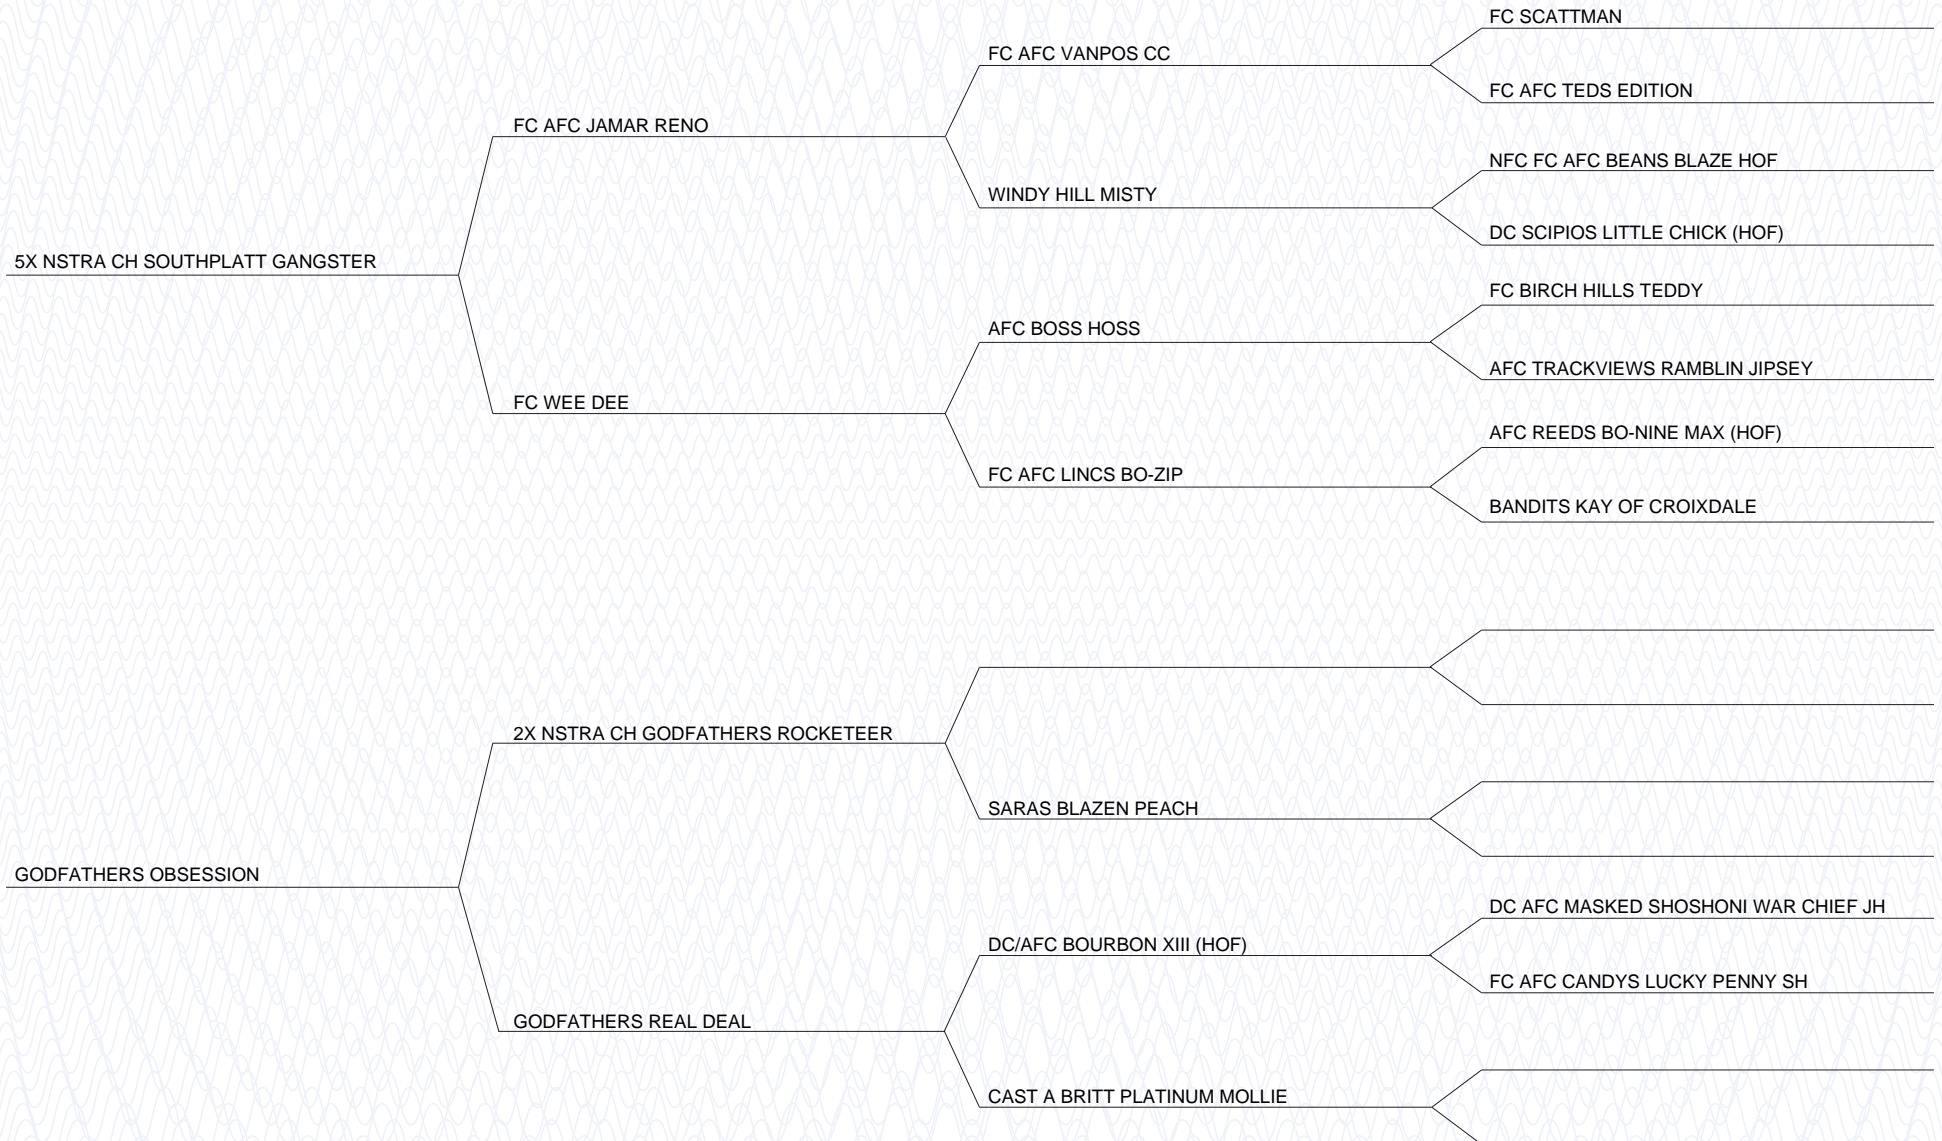 FC SCATTMAN
FC AFC VANPOS CC
FC AFC TEDS EDITION
FC AFC JAMAR RENO
NFC FC AFC BEANS BLAZE HOF
WINDY HILL MISTY
DC SCIPIOS LITTLE CHICK (HOF)
5X NSTRA CH SOUTHPLATT GANGSTER
FC BIRCH HILLS TEDDY
AFC BOSS HOSS
AFC TRACKVIEWS RAMBLIN JIPSEY
FC WEE DEE
AFC REEDS BO-NINE MAX (HOF)
FC AFC LINCS BO-ZIP
BANDITS KAY OF CROIXDALE
2X NSTRA CH GODFATHERS ROCKETEER
SARAS BLAZEN PEACH
GODFATHERS OBSESSION
DC AFC MASKED SHOSHONI WAR CHIEF JH
DC/AFC BOURBON XIII (HOF)
FC AFC CANDYS LUCKY PENNY SH
GODFATHERS REAL DEAL
CAST A BRITT PLATINUM MOLLIE